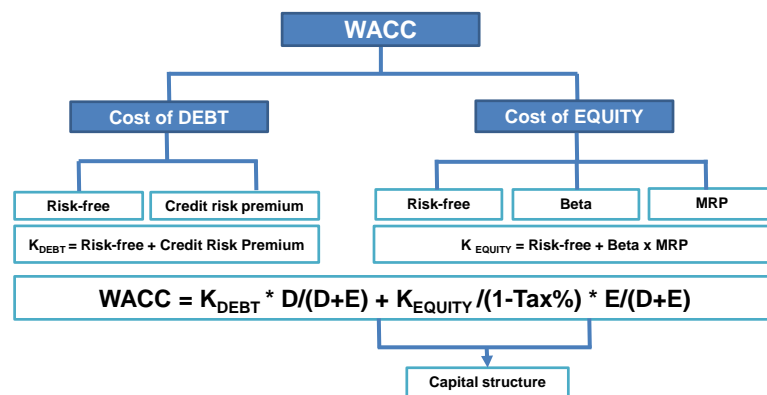 WACC
Cost of DEBT
Cost of EQUITY
Risk-free
Credit risk premium
Risk-free
Beta
MRP
KDEBT = Risk-free + Credit Risk Premium
K EQUITY = Risk-free + Beta x MRP
WACC = KDEBT * D/(D+E) + KEQUITY /(1-Tax%) * E/(D+E)
Capital structure